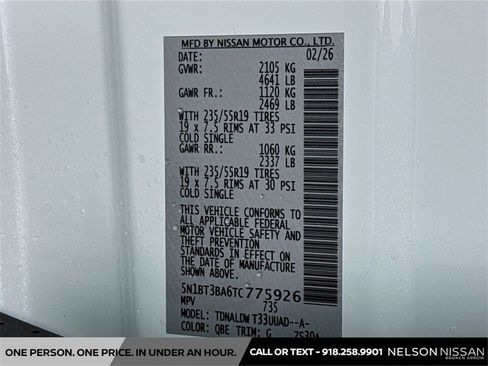 MFD BY NISSAN MOTOR CO., LTD.
DATE: 02/26
GVWR: 2105 KG
4641 LB
GAWR FR.: 1120 KG
2469 LB
WITH 235/55R19 TIRES
19 x 7.5 RIMS AT 33 PSI
COLD SINGLE
GAWR RR.: 1060 KG
2337 LB
WITH 235/55R19 TIRES
19 x 7.5 RIMS AT 30 PSI
COLD SINGLE
THIS VEHICLE CONFORMS TO
ALL APPLICABLE FEDERAL
MOTOR VEHICLE SAFETY AND
THEFT PREVENTION
STANDARDS IN EFFECT ON
THE DATE OF MANUFACTURE
SHOWN ABOVE.
5N1BT3BA6TC775926
MPV 735
MODEL: TDNALDW T33UUAD--A-
COLOR: QBE TRIM: G
ONE PERSON. ONE PRICE. IN UNDER AN HOUR. CALL OR TEXT - 918.258.9901 NELSON NISSAN
BROKEN ARROW